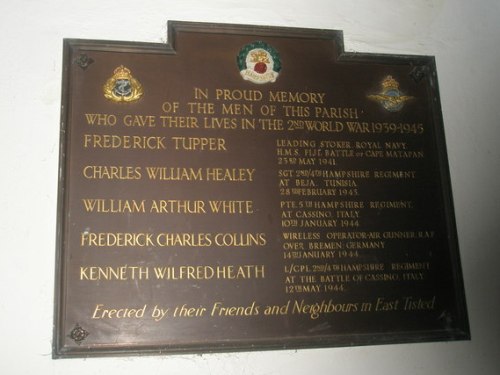 IN PROUD MEMORY
OF THE MEN OF THIS PARISH
WHO GAVE THEIR LIVES IN THE 2ND WORLD WAR 1939-1945
FREDERICK TUPPER LEADING STOKER, ROYAL NAVY
H.M.S. FIJI. BATTLE OF CAPE MATAPAN.
23RD MAY 1941.
CHARLES WILLIAM HEALEY SGT. 2ND/4TH HAMPSHIRE REGIMENT
AT BEJA, TUNISIA
28TH FEBRUARY 1943.
WILLIAM ARTHUR WHITE PTE. 5TH HAMPSHIRE REGIMENT
AT CASSINO, ITALY
10TH JANUARY 1944.
FREDERICK CHARLES COLLINS WIRELESS OPERATOR-AIR GUNNER R.A.F.
OVER BREMEN, GERMANY
14TH JANUARY 1944.
KENNETH WILFRED HEATH L/CPL. 2ND/4TH HAMPSHIRE REGIMENT
AT THE BATTLE OF CASSINO, ITALY
12TH MAY 1944.
Erected by their Friends and Neighbours in East Tisted